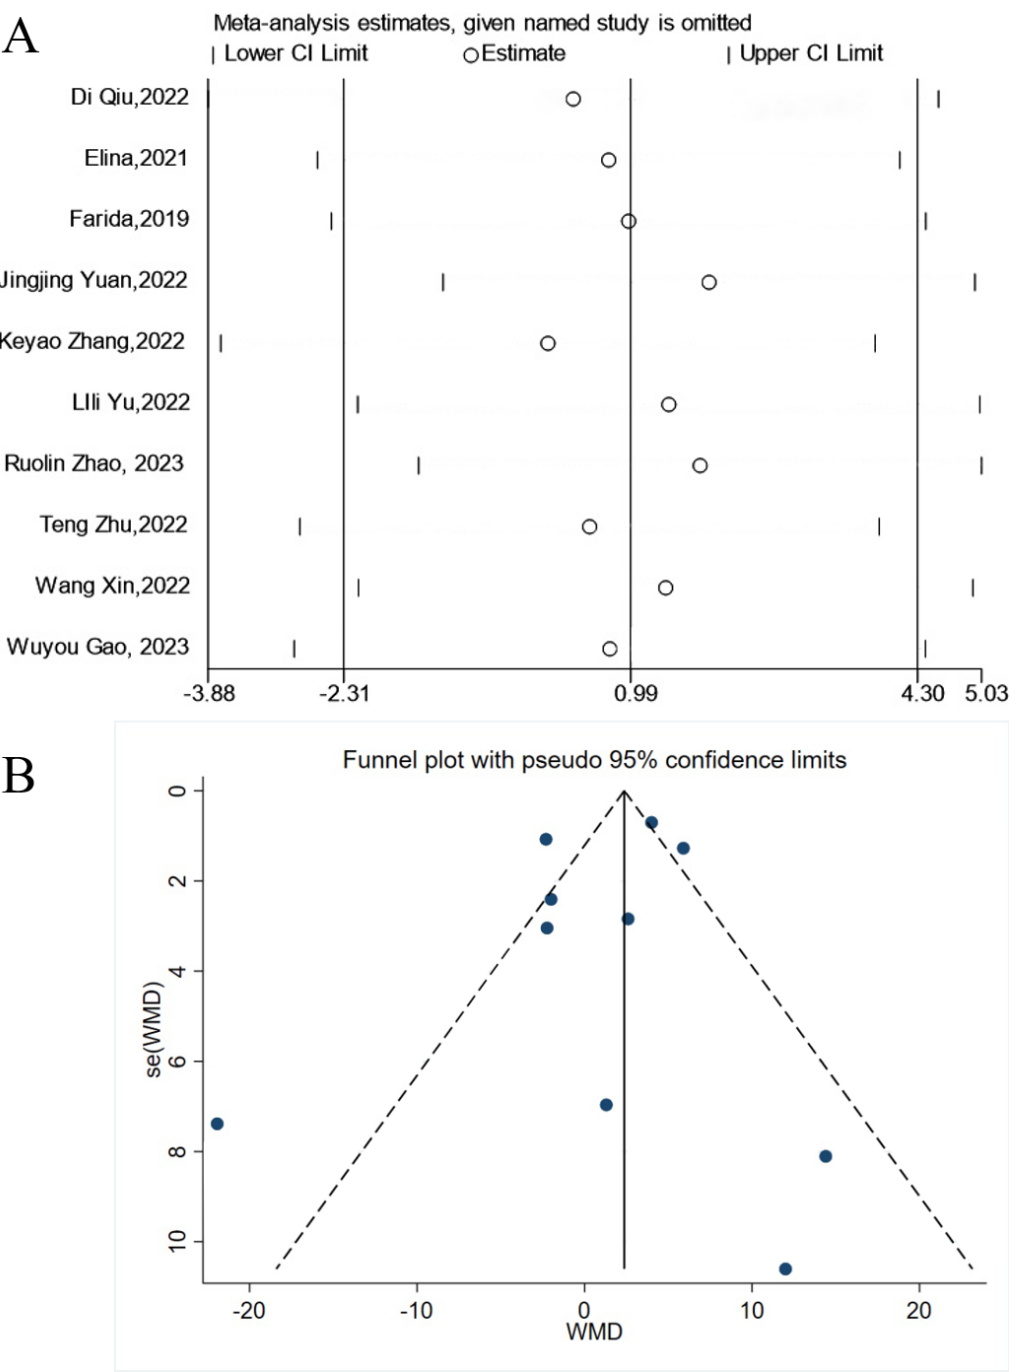 A
Meta-analysis estimates, given named study is omitted
| Lower CI Limit ○Estimate | Upper CI Limit
Di Qiu,2022
Elina,2021
Farida,2019
Jingjing Yuan,2022
Keyao Zhang,2022
LIli Yu,2022
Ruolin Zhao, 2023
Teng Zhu,2022
Wang Xin,2022
Wuyou Gao, 2023
-3.88 -2.31 0.99 4.30 5.03
B
Funnel plot with pseudo 95% confidence limits
se(WMD)
0
2
4
6
8
10
-20 -10 0 10 20
WMD